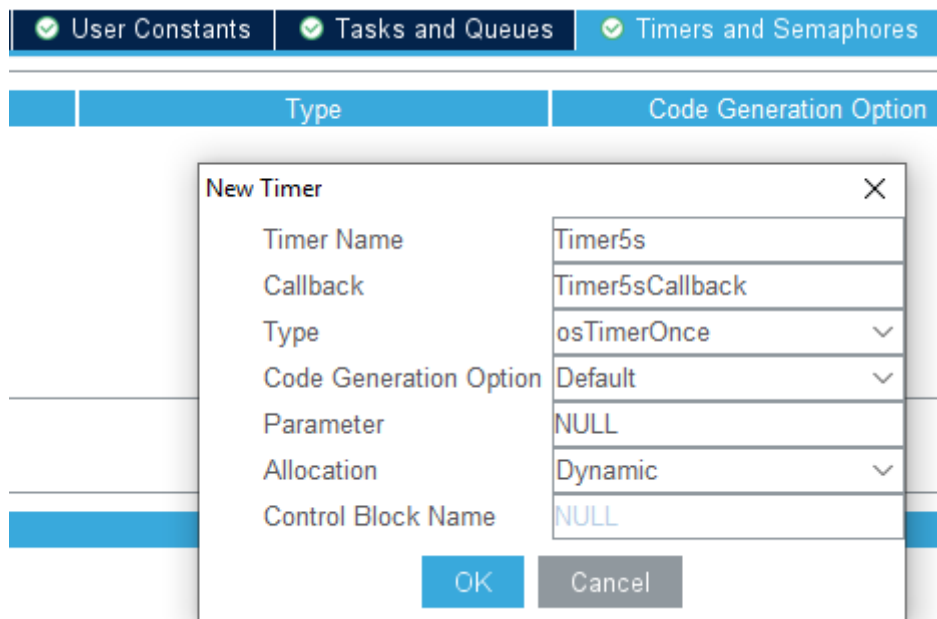 User Constants Tasks and Queues Timers and Semaphores
Type Code Generation Option
New Timer
Timer Name Timer5s
Callback Timer5sCallback
Type osTimerOnce
Code Generation Option Default
Parameter NULL
Allocation Dynamic
Control Block Name NULL
OK Cancel